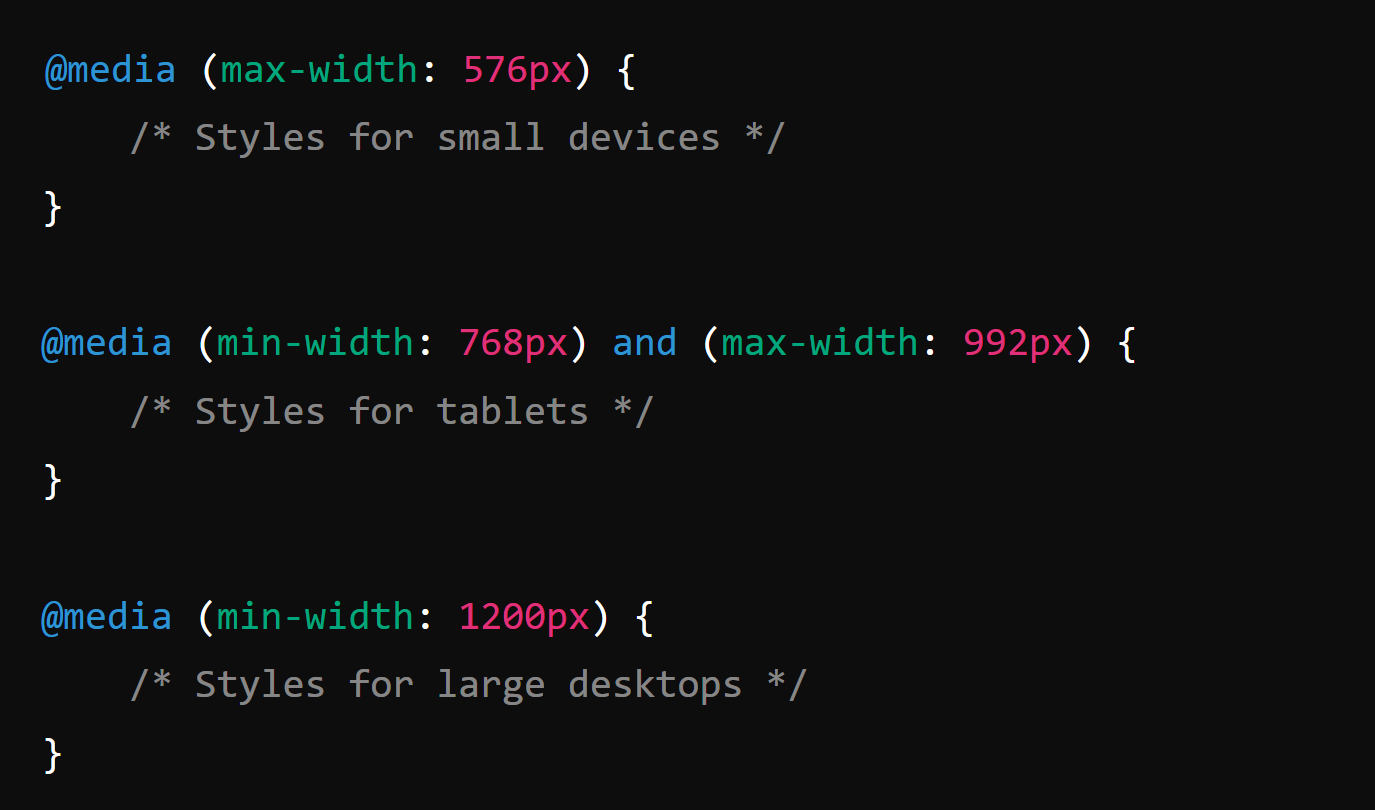 @media (max-width: 576px) {
/* Styles for small devices */
}
@media (min-width: 768px) and (max-width: 992px) {
/* Styles for tablets */
}
@media (min-width: 1200px) {
/* Styles for large desktops */
}